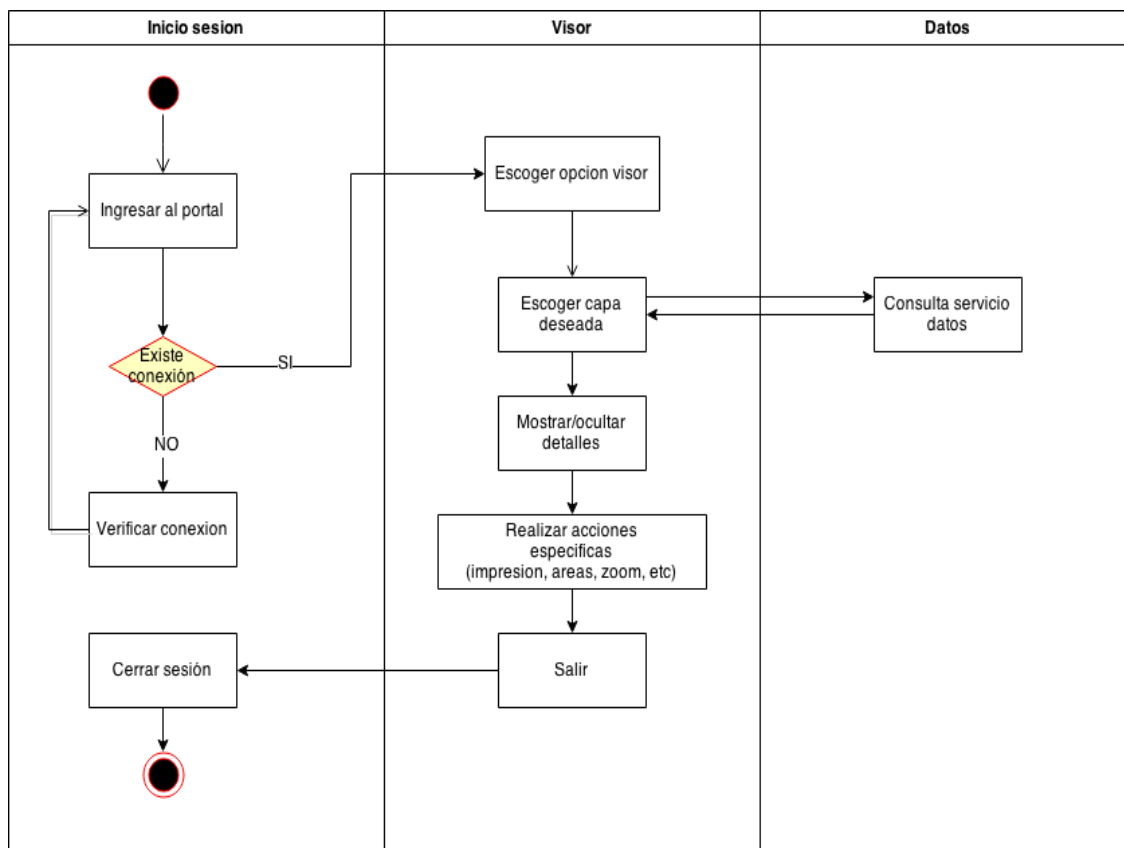 Inicio sesion
Visor
Datos
Ingresar al portal
Existe
conexión
SI
NO
Verificar conexion
Cerrar sesión
Escoger opcion visor
Escoger capa
deseada
Mostrar/ocultar
detalles
Realizar acciones
especificas
(impresion, areas, zoom, etc)
Salir
Consulta servicio
datos